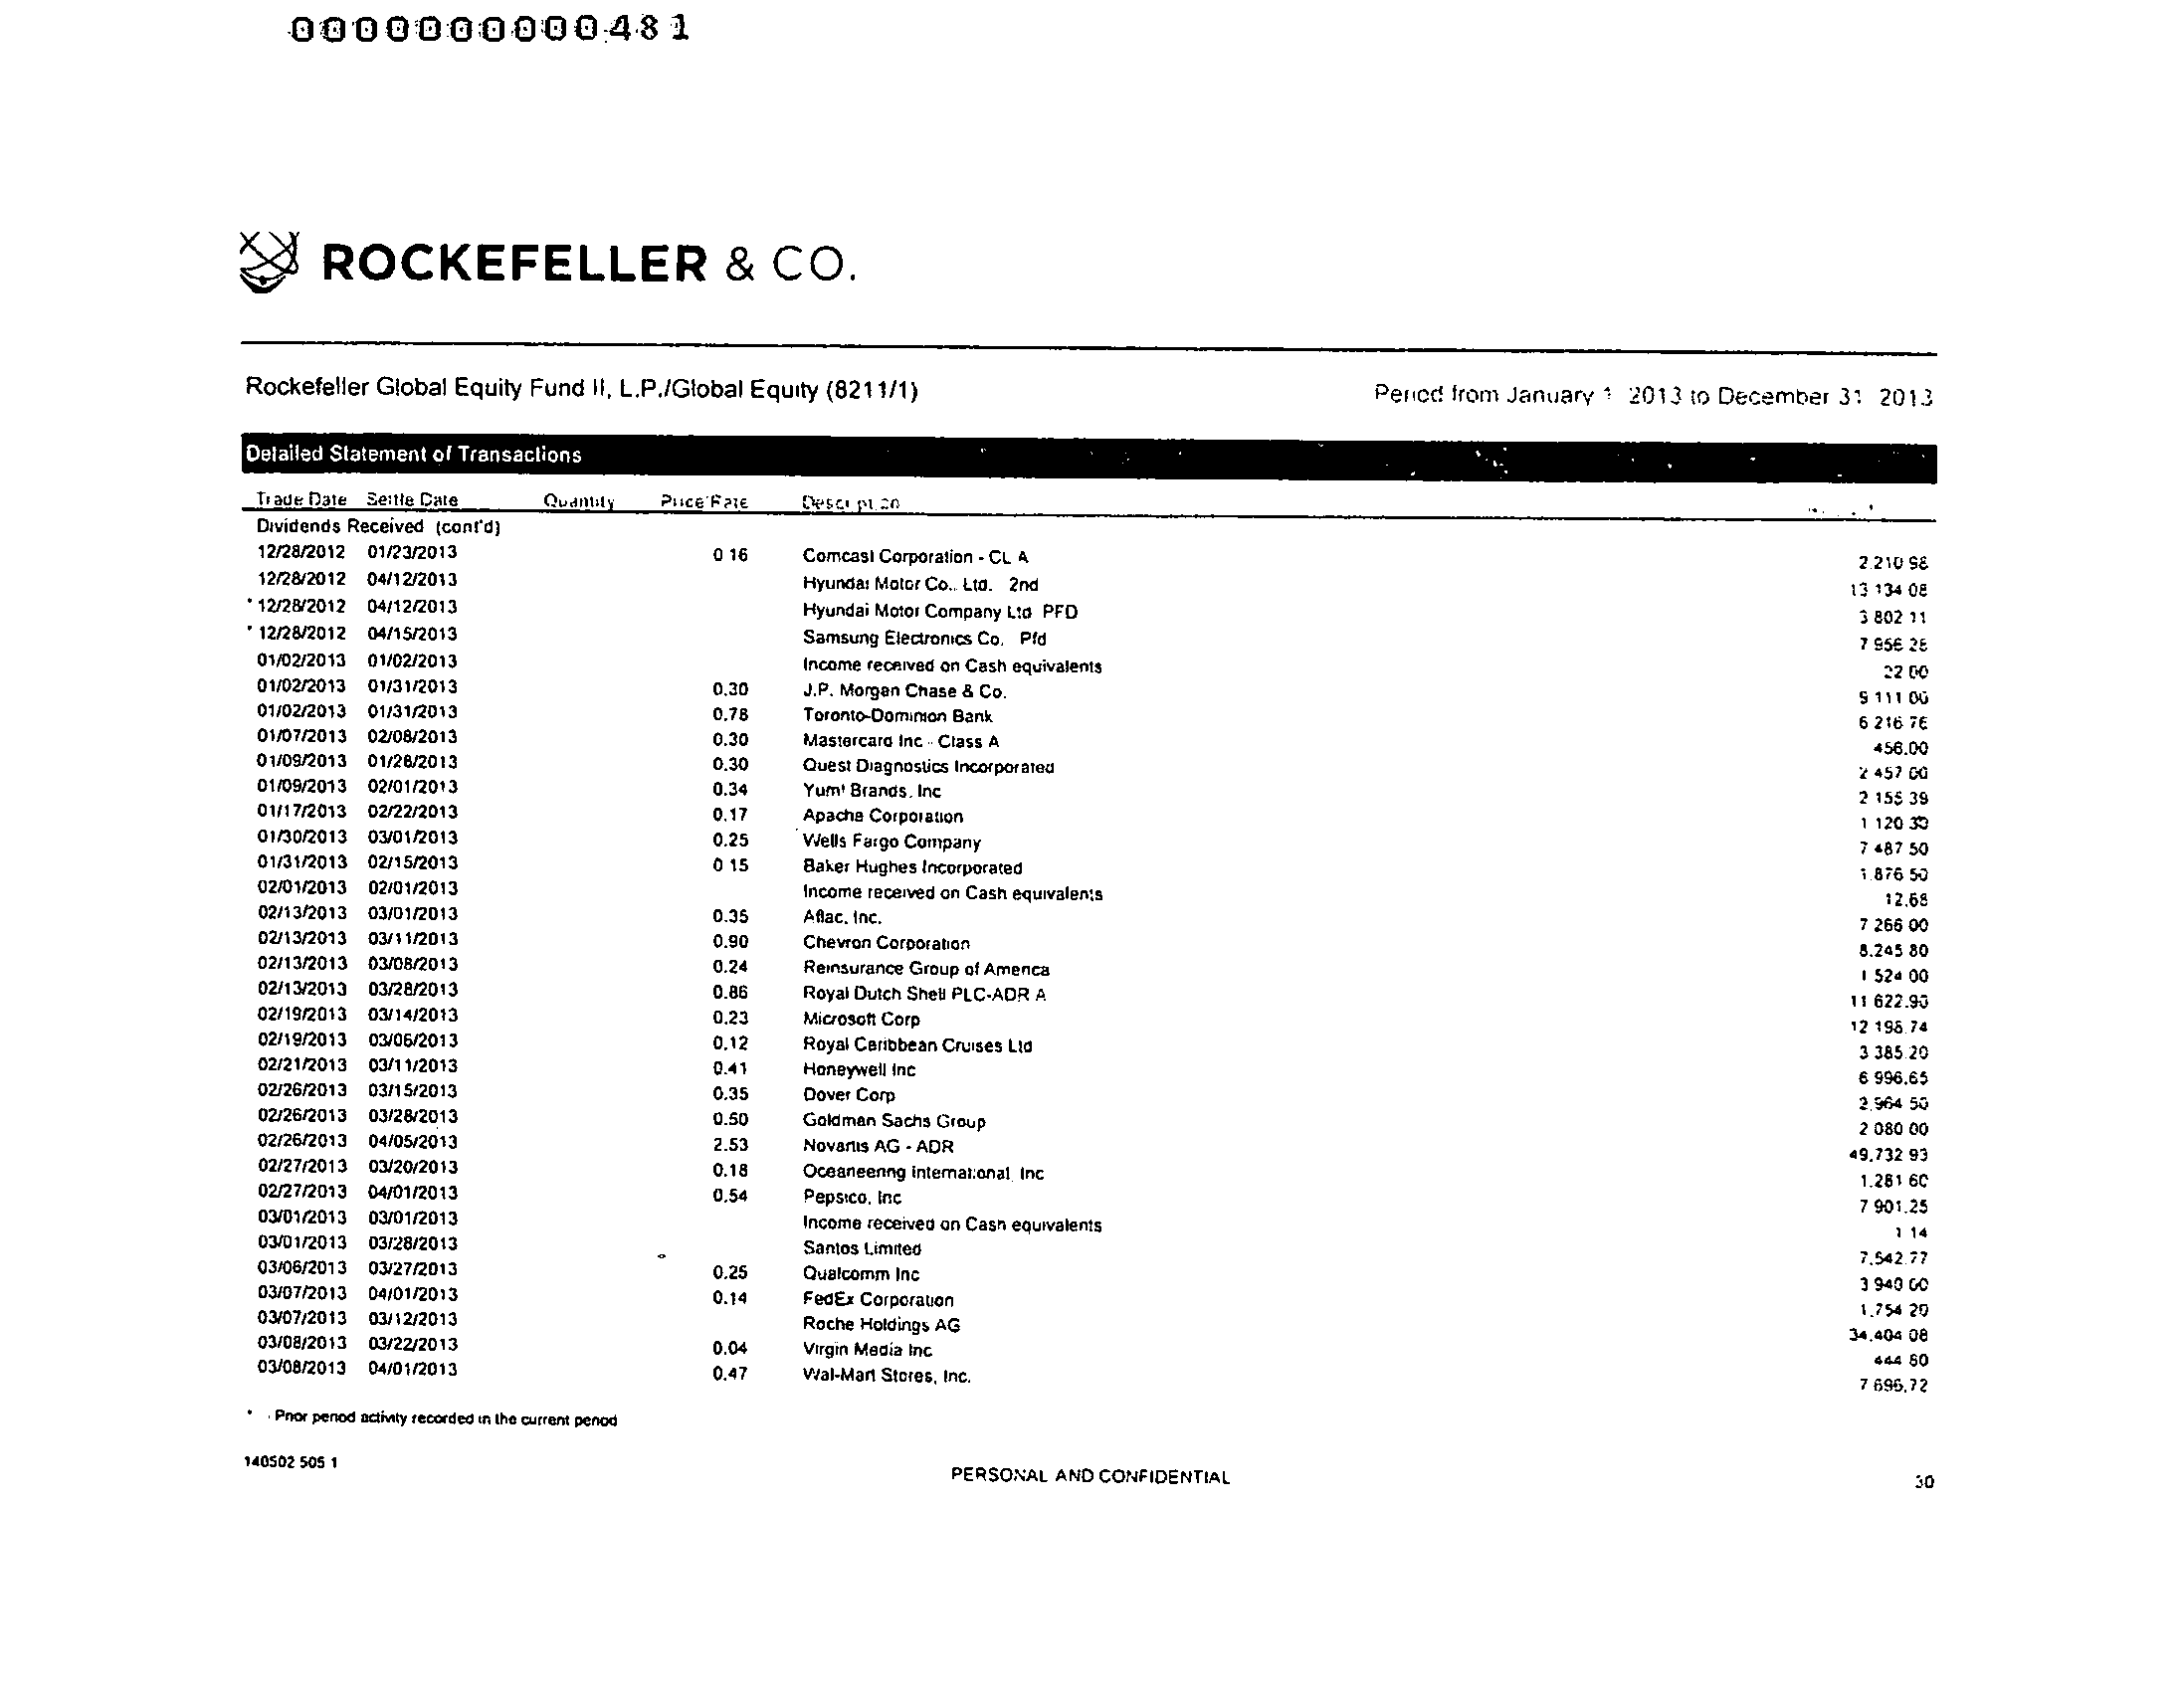 0000000000481
ROCKEFELLER & CO.
Rockefeller Global Equity Fund II, L.P./Global Equity (8211/1) Period from January 1 2013 to December 31 2013
Detailed Statement of Transactions
Trade Date Settle Date Quantity Price/Rate Description
Dividends Received (cont'd)
12/28/2012 01/23/2013 0 16 Comcast Corporation - CL A 2 210 98
12/28/2012 04/12/2013 Hyundai Motor Co., Ltd. 2nd 13 134 08
* 12/28/2012 04/12/2013 Hyundai Motor Company Ltd PFD 3 802 11
* 12/28/2012 04/15/2013 Samsung Electronics Co. Pfd 7 956 28
01/02/2013 01/02/2013 Income received on Cash equivalents 22 00
01/02/2013 01/31/2013 0.30 J.P. Morgan Chase & Co. 9 111 00
01/02/2013 01/31/2013 0.78 Toronto-Dominion Bank 6 216 76
01/07/2013 02/08/2013 0.30 Mastercard Inc - Class A 456.00
01/09/2013 01/28/2013 0.30 Quest Diagnostics Incorporated 2 457 00
01/09/2013 02/01/2013 0.34 Yum! Brands, Inc 2 155 39
01/17/2013 02/22/2013 0.17 Apache Corporation 1 120 30
01/30/2013 03/01/2013 0.25 Wells Fargo Company 7 487 50
01/31/2013 02/15/2013 0 15 Baker Hughes Incorporated 1.876 50
02/01/2013 02/01/2013 Income received on Cash equivalents 12.68
02/13/2013 03/01/2013 0.35 Aflac, Inc. 7 266 00
02/13/2013 03/11/2013 0.90 Chevron Corporation 8.245 80
02/13/2013 03/08/2013 0.24 Reinsurance Group of America 1 524 00
02/13/2013 03/28/2013 0.86 Royal Dutch Shell PLC-ADR A 11 622.90
02/19/2013 03/14/2013 0.23 Microsoft Corp 12 198.74
02/19/2013 03/06/2013 0.12 Royal Caribbean Cruises Ltd 3 385.20
02/21/2013 03/11/2013 0.41 Honeywell Inc 6 996.65
02/26/2013 03/15/2013 0.35 Dover Corp 2.964 50
02/26/2013 03/28/2013 0.50 Goldman Sachs Group 2 080 00
02/26/2013 04/05/2013 2.53 Novartis AG - ADR 49,732 93
02/27/2013 03/20/2013 0.18 Oceaneering International Inc 1.281 60
02/27/2013 04/01/2013 0.54 Pepsico, Inc 7 901.25
03/01/2013 03/01/2013 Income received on Cash equivalents 1 14
03/01/2013 03/28/2013 Santos Limited 7,542.77
03/06/2013 03/27/2013 0.25 Qualcomm Inc 3 940 00
03/07/2013 04/01/2013 0.14 FedEx Corporation 1,754 20
03/07/2013 03/12/2013 Roche Holdings AG 34,404 08
03/08/2013 03/22/2013 0.04 Virgin Media Inc 444 80
03/08/2013 04/01/2013 0.47 Wal-Mart Stores, Inc. 7 696.72
* Prior period activity recorded in the current period
140502 505 1 PERSONAL AND CONFIDENTIAL 30